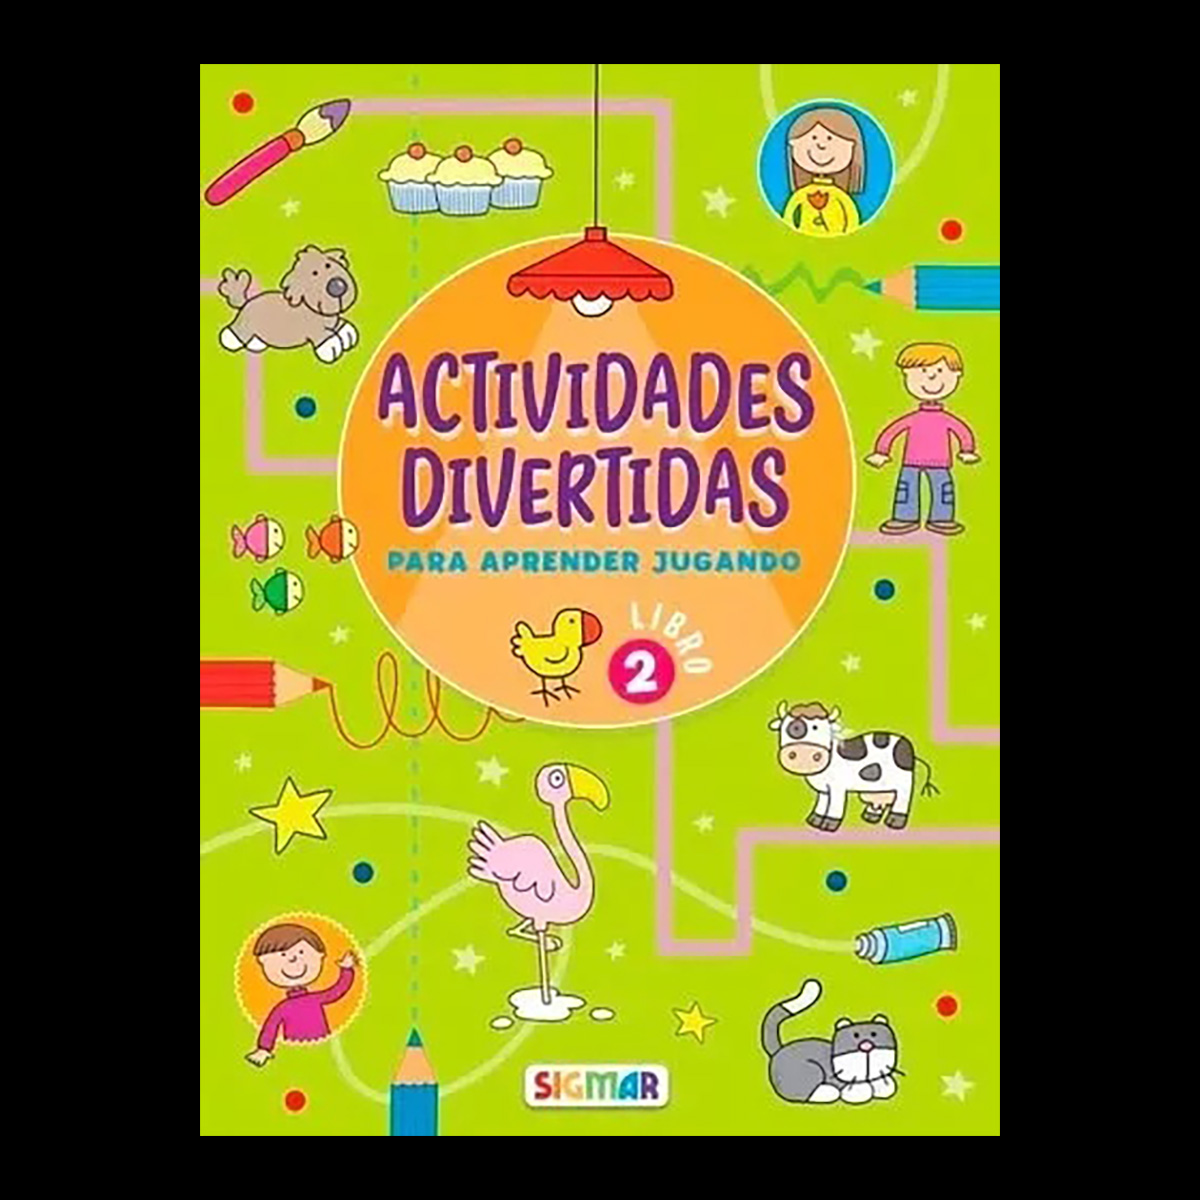 ACTIVIDADES
DIVERTIDAS
PARA APRENDER JUGANDO
LIBRO
2
SIGMAR